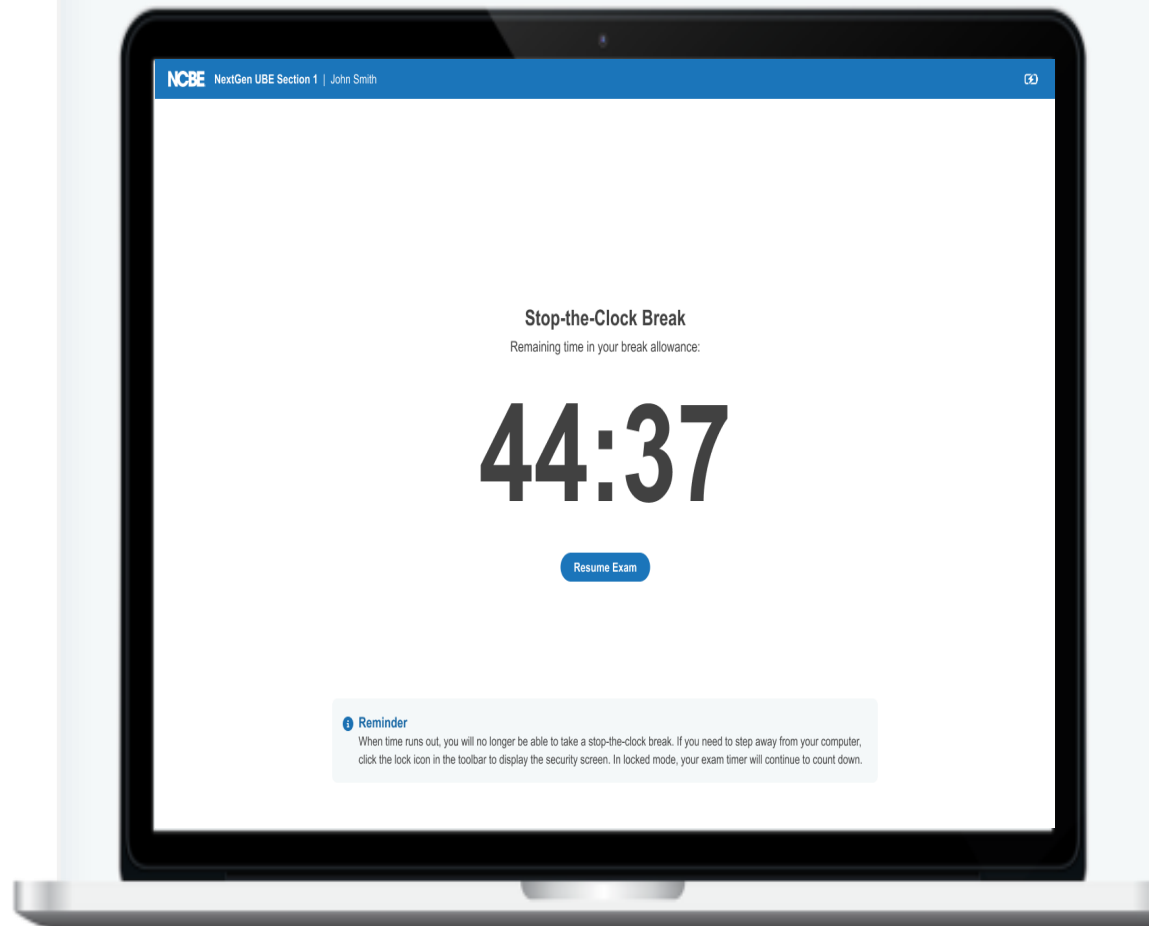 NCBE NextGen UBE Section 1 | John Smith
Stop-the-Clock Break
Remaining time in your break allowance:
44:37
Resume Exam
Reminder
When time runs out, you will no longer be able to take a stop-the-clock break. If you need to step away from your computer,
click the lock icon in the toolbar to display the security screen. In locked mode, your exam timer will continue to count down.